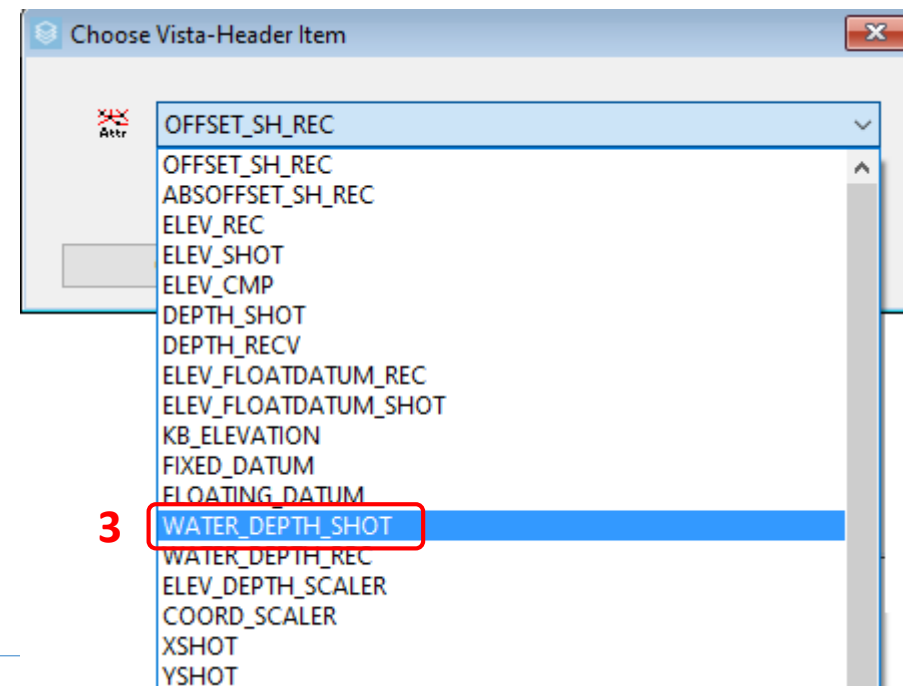 Choose Vista-Header Item
Attr
OFFSET_SH_REC
OFFSET_SH_REC
ABSOFFSET_SH_REC
ELEV_REC
ELEV_SHOT
ELEV_CMP
DEPTH_SHOT
DEPTH_RECV
ELEV_FLOATDATUM_REC
ELEV_FLOATDATUM_SHOT
KB_ELEVATION
FIXED_DATUM
FLOATING_DATUM
3 WATER_DEPTH_SHOT
WATER_DEPTH_REC
ELEV_DEPTH_SCALER
COORD_SCALER
XSHOT
YSHOT